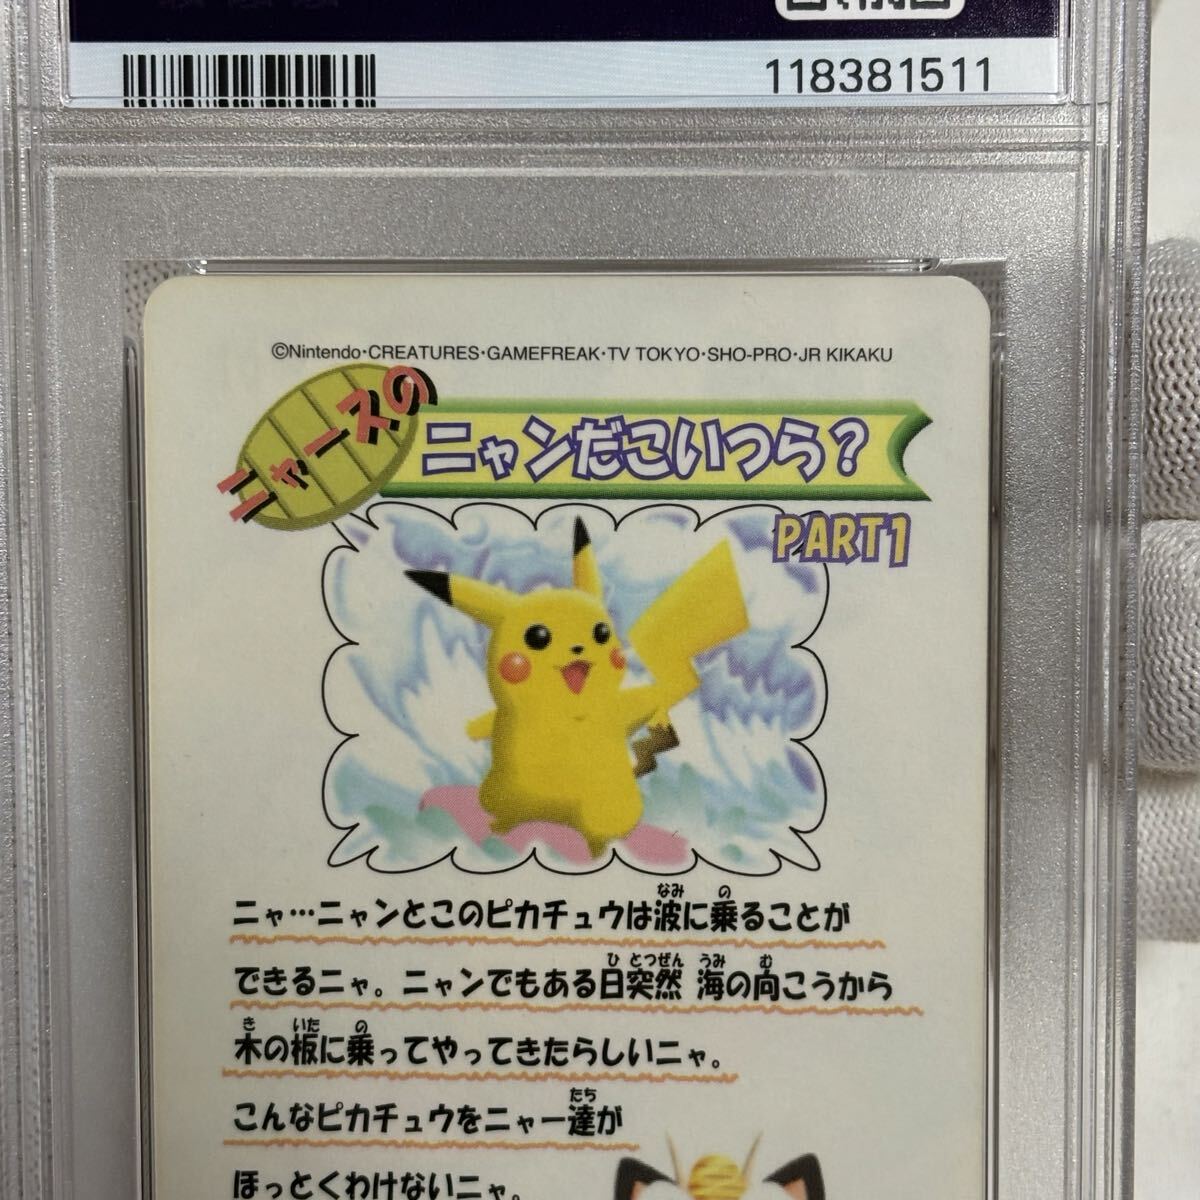 118381511
©Nintendo・CREATURES・GAMEFREAK・TV TOKYO・SHO-PRO・JR KIKAKU
ニャースの
ニャンだこいつら？
PART1
ニャ…ニャンとこのピカチュウは波に乗ることが
できるニャ。ニャンでもある日突然 海の向こうから
木の板に乗ってやってきたらしいニャ。
こんなピカチュウをニャー達が
ほっとくわけないニャ。